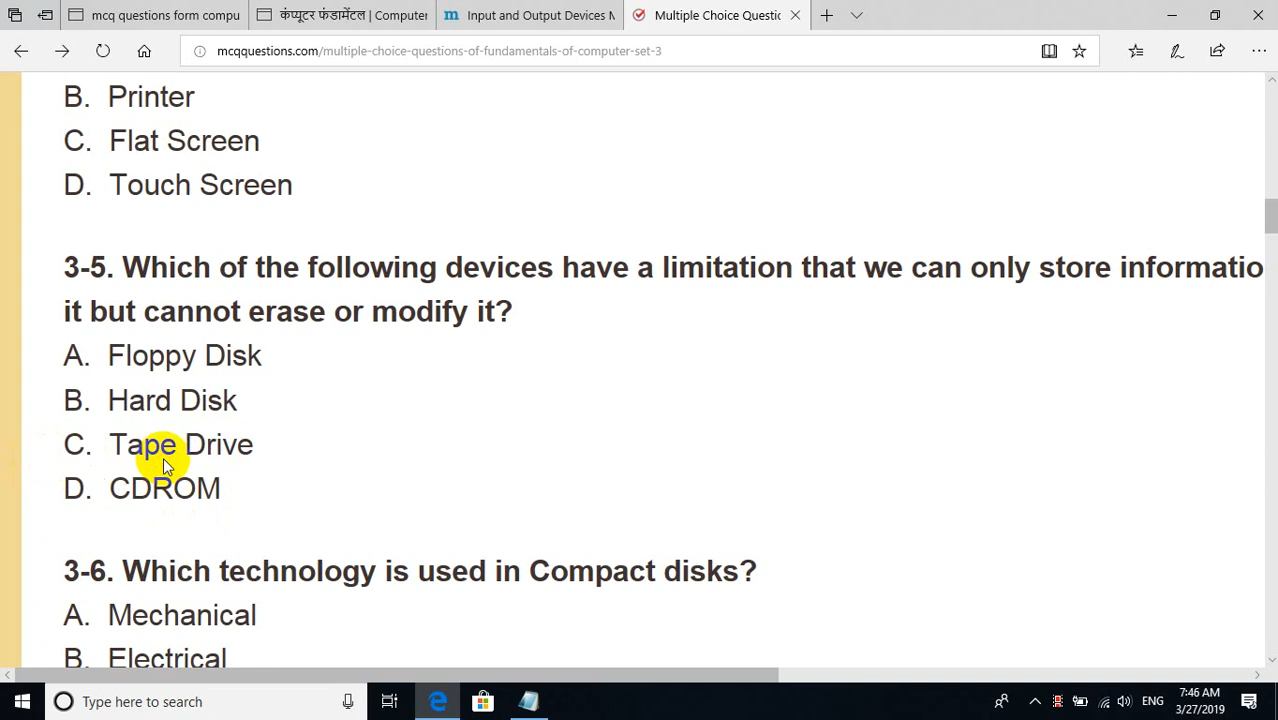 mcq questions form compu
कंप्यूटर फंडामेंटल | Computer
m Input and Output Devices M
Multiple Choice Questic
mcqquestions.com/multiple-choice-questions-of-fundamentals-of-computer-set-3
B. Printer
C. Flat Screen
D. Touch Screen
3-5. Which of the following devices have a limitation that we can only store informatio
it but cannot erase or modify it?
A. Floppy Disk
B. Hard Disk
C. Tape Drive
D. CDROM
3-6. Which technology is used in Compact disks?
A. Mechanical
B. Electrical
Type here to search
ENG
7:46 AM
3/27/2019